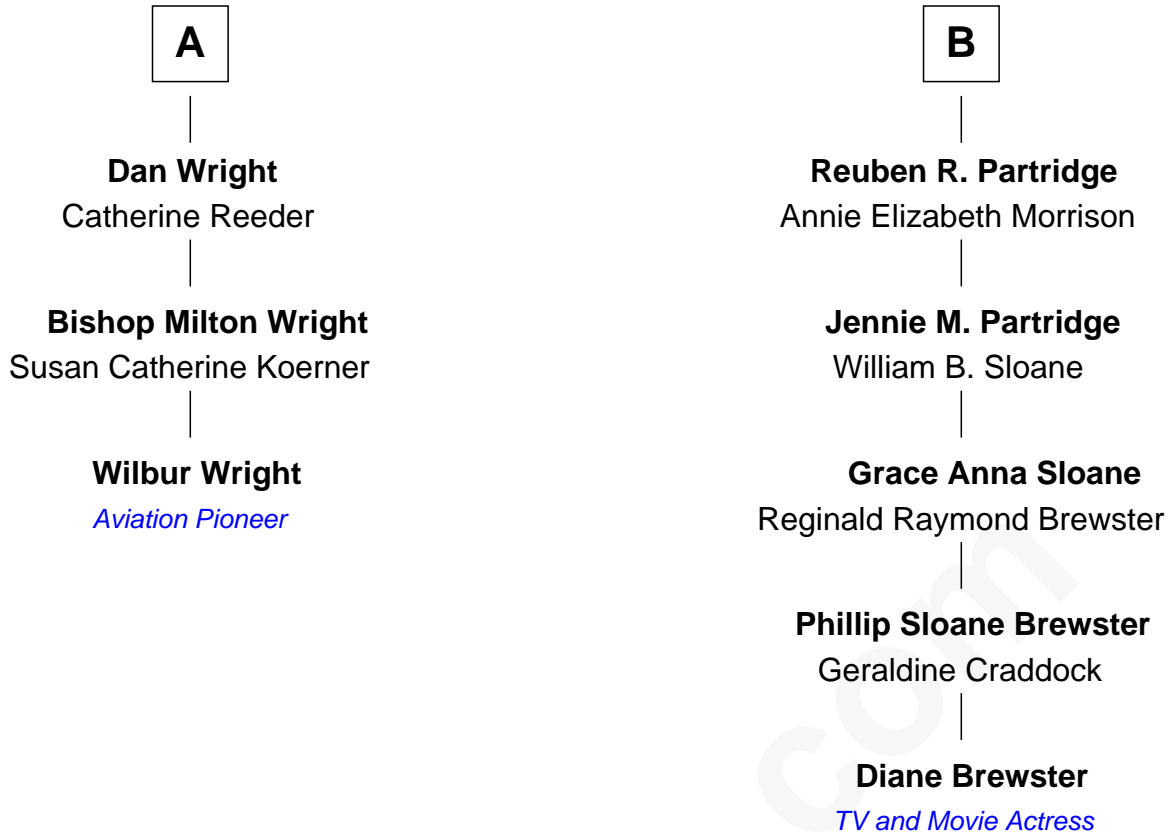 A
Dan Wright
Catherine Reeder
Bishop Milton Wright
Susan Catherine Koerner
Wilbur Wright
Aviation Pioneer
B
Reuben R. Partridge
Annie Elizabeth Morrison
Jennie M. Partridge
William B. Sloane
Grace Anna Sloane
Reginald Raymond Brewster
Phillip Sloane Brewster
Geraldine Craddock
Diane Brewster
TV and Movie Actress
com